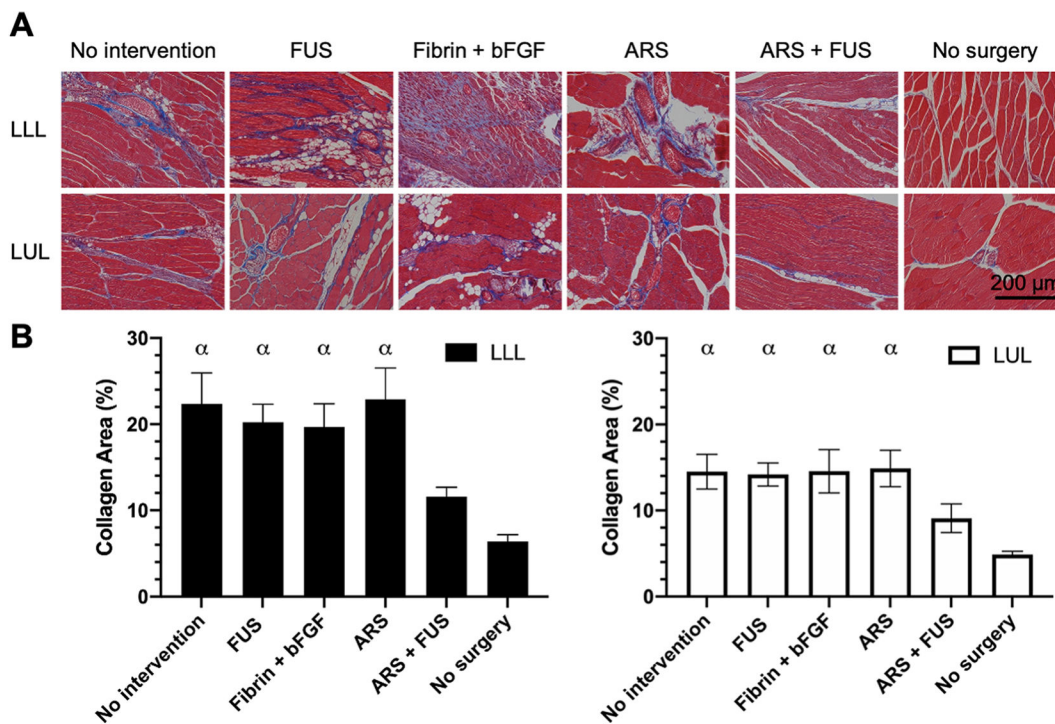 A
No intervention FUS Fibrin + bFGF ARS ARS + FUS No surgery
LLL
LUL
200 μm
B
30
20
10
0
Collagen Area (%)
α α α α
LLL
No intervention
FUS
Fibrin + bFGF
ARS
ARS + FUS
No surgery
30
20
10
0
Collagen Area (%)
α α α α
LUL
No intervention
FUS
Fibrin + bFGF
ARS
ARS + FUS
No surgery